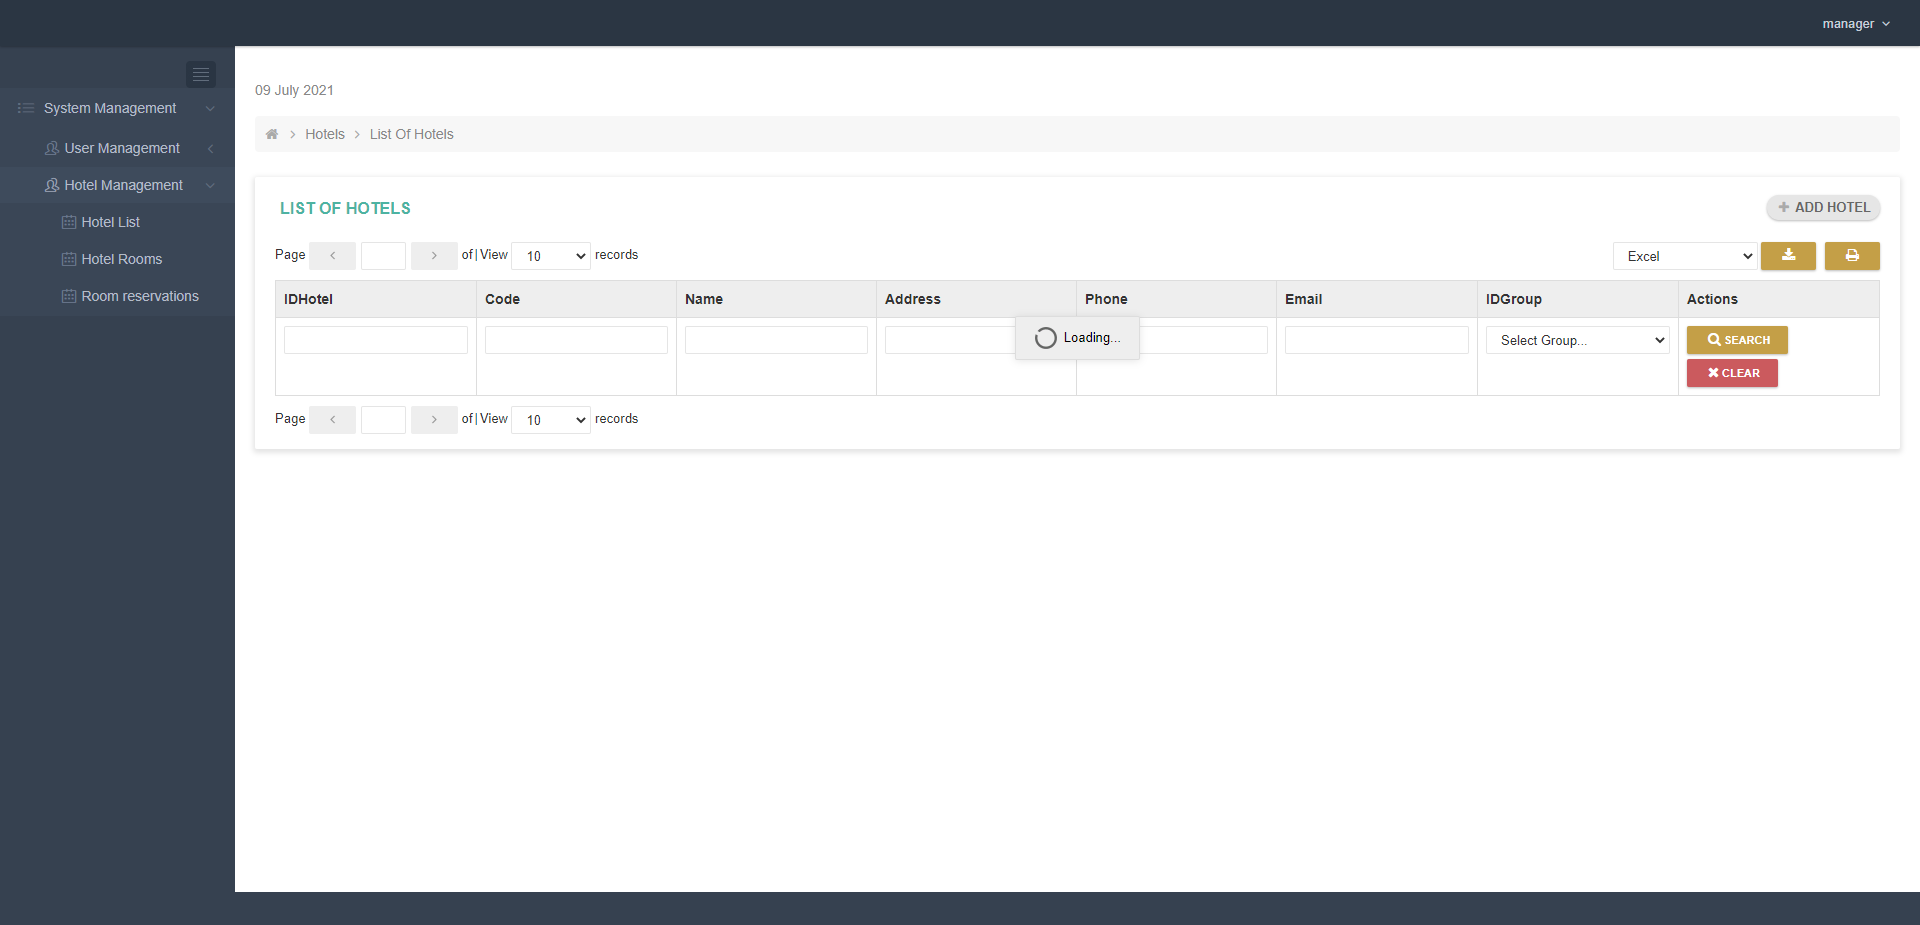 manager
System Management
User Management
Hotel Management
Hotel List
Hotel Rooms
Room reservations
09 July 2021
Hotels > List Of Hotels
LIST OF HOTELS
ADD HOTEL
Page of | View 10 records
Excel
IDHotel Code Name Address Phone Email IDGroup Actions
Loading...
Select Group...
SEARCH
CLEAR
Page of | View 10 records